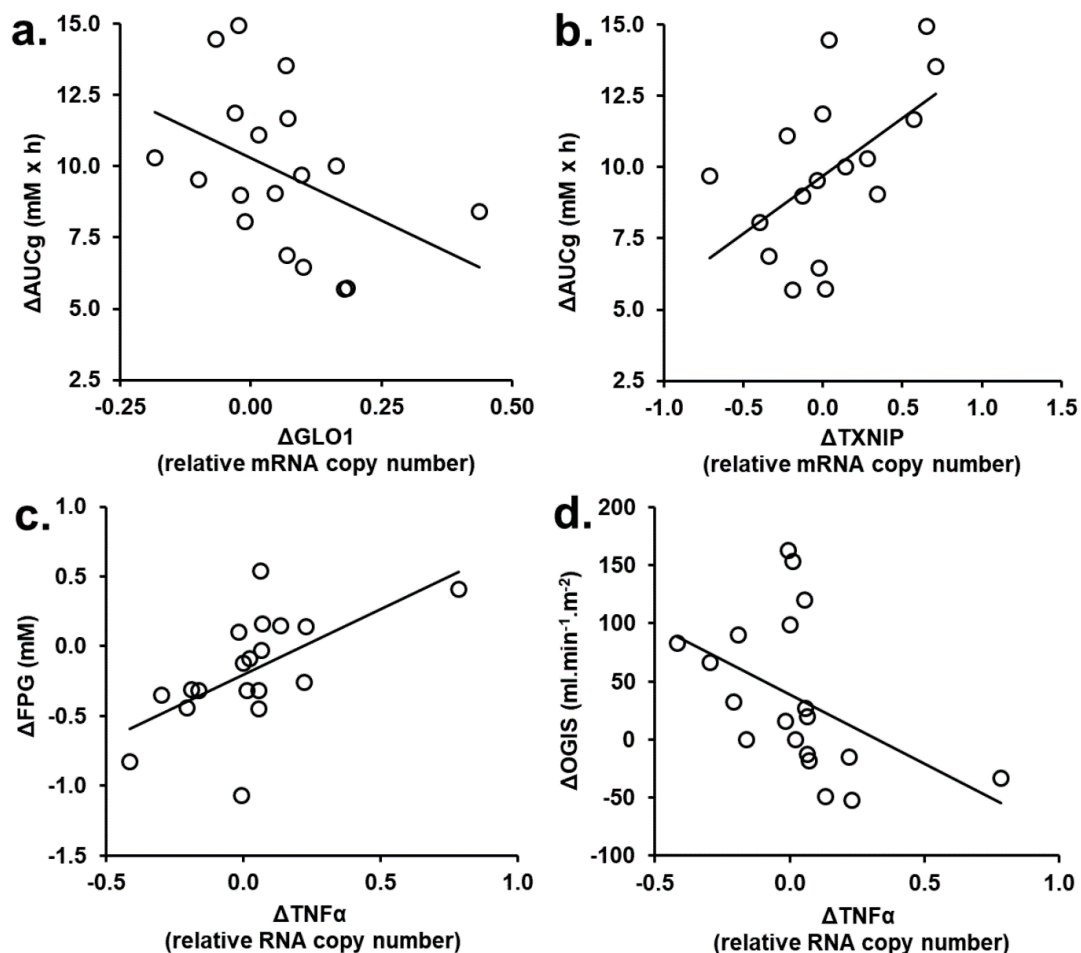 a.
ΔAUCg (mM x h)
15.0
12.5
10.0
7.5
5.0
2.5
-0.25 0.00 0.25 0.50
ΔGLO1
(relative mRNA copy number)
b.
ΔAUCg (mM x h)
15.0
12.5
10.0
7.5
5.0
2.5
-1.0 -0.5 0.0 0.5 1.0 1.5
ΔTXNIP
(relative mRNA copy number)
c.
ΔFPG (mM)
1.0
0.5
0.0
-0.5
-1.0
-1.5
-0.5 0.0 0.5 1.0
ΔTNFα
(relative RNA copy number)
d.
ΔOGIS (ml.min⁻¹.m⁻²)
200
150
100
50
0
-50
-100
-0.5 0.0 0.5 1.0
ΔTNFα
(relative RNA copy number)